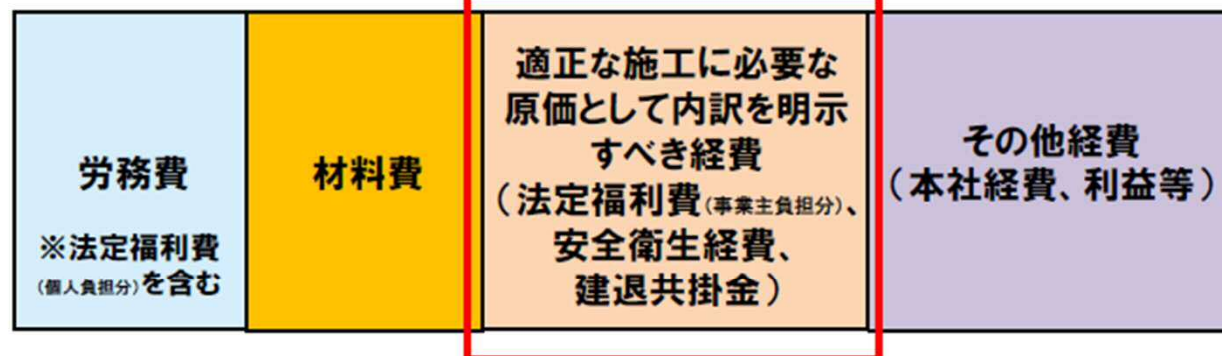 労務費
※法定福利費
(個人負担分)を含む
材料費
適正な施工に必要な
原価として内訳を明示
すべき経費
(法定福利費(事業主負担分)、
安全衛生経費、
建退共掛金)
その他経費
(本社経費、利益等)